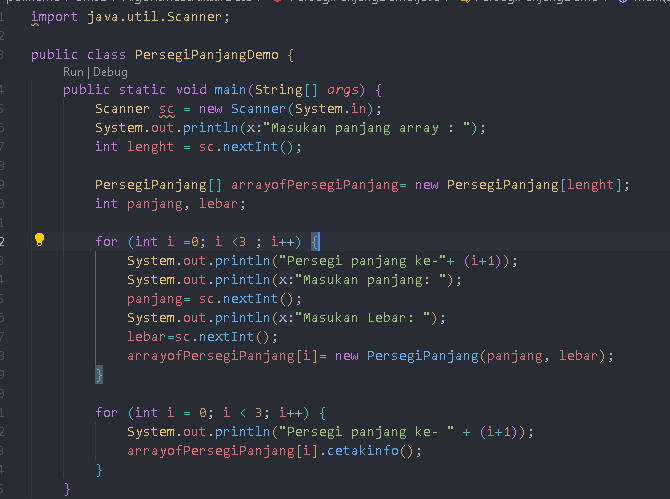 import java.util.Scanner;
public class PersegiPanjangDemo {
Run | Debug
public static void main(String[] args) {
Scanner sc = new Scanner(System.in);
System.out.println(x:"Masukan panjang array : ");
int lenght = sc.nextInt();
PersegiPanjang[] arrayofPersegiPanjang= new PersegiPanjang[lenght];
int panjang, lebar;
for (int i =0; i <3 ; i++) {
System.out.println("Persegi panjang ke-"+ (i+1));
System.out.println(x:"Masukan panjang: ");
panjang= sc.nextInt();
System.out.println(x:"Masukan Lebar: ");
lebar=sc.nextInt();
arrayofPersegiPanjang[i]= new PersegiPanjang(panjang, lebar);
}
for (int i = 0; i < 3; i++) {
System.out.println("Persegi panjang ke- " + (i+1));
arrayofPersegiPanjang[i].cetakinfo();
}
}